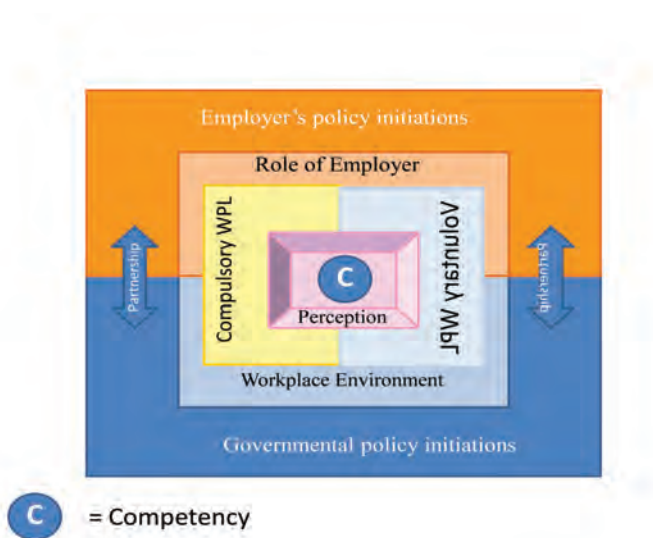 Employer's policy initiations
Role of Employer
Compulsory WPL
Voluntary WPL
Partnership
Partnership
C
Perception
Workplace Environment
Governmental policy initiations
C = Competency